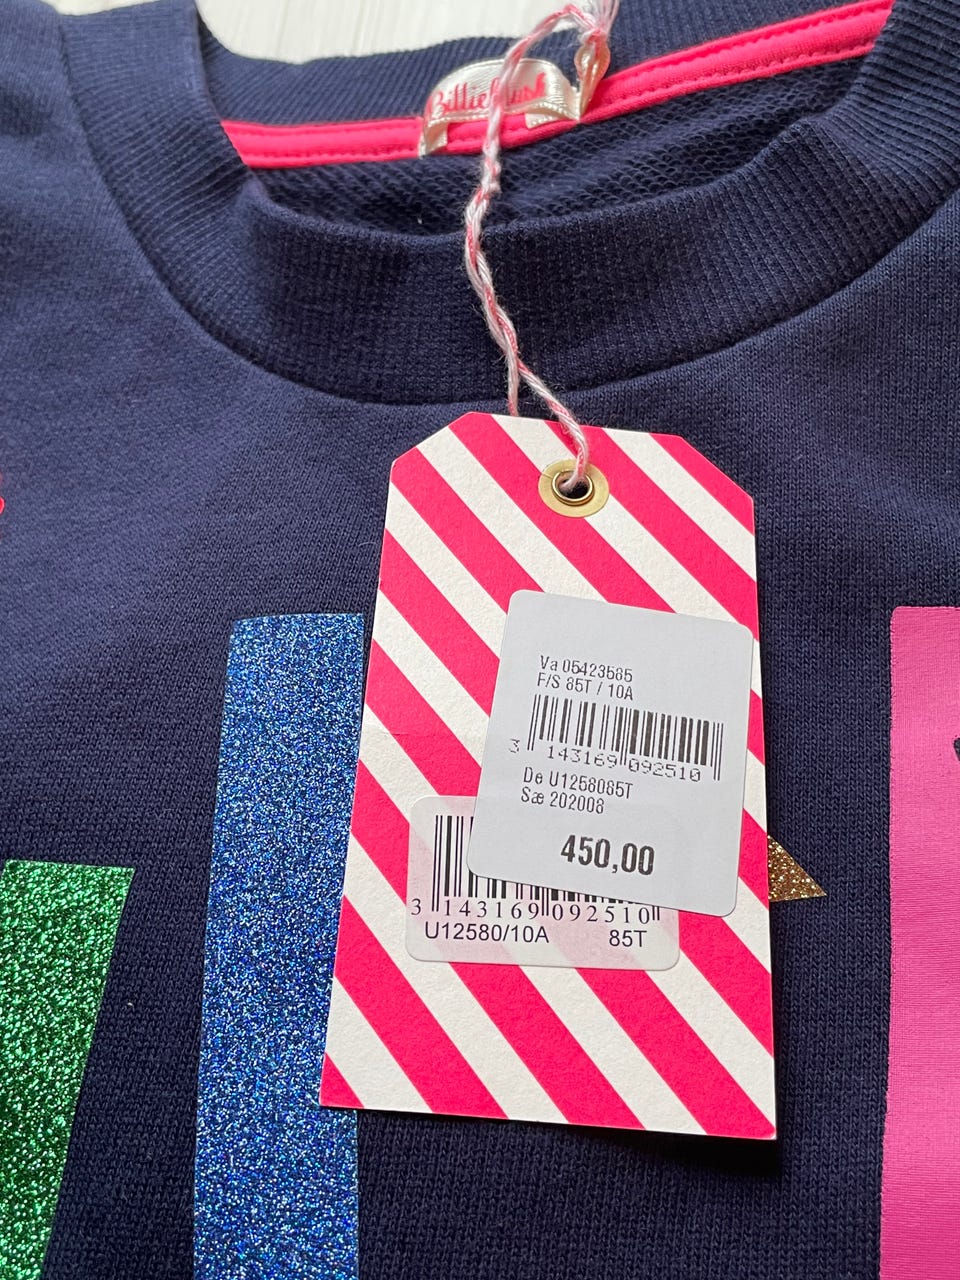 Billieblush
Va 05423585
F/S 85T / 10A
3 143169 092510
De U1258085T
Sæ 202008
450,00
3 143169 092510
U12580/10A 85T